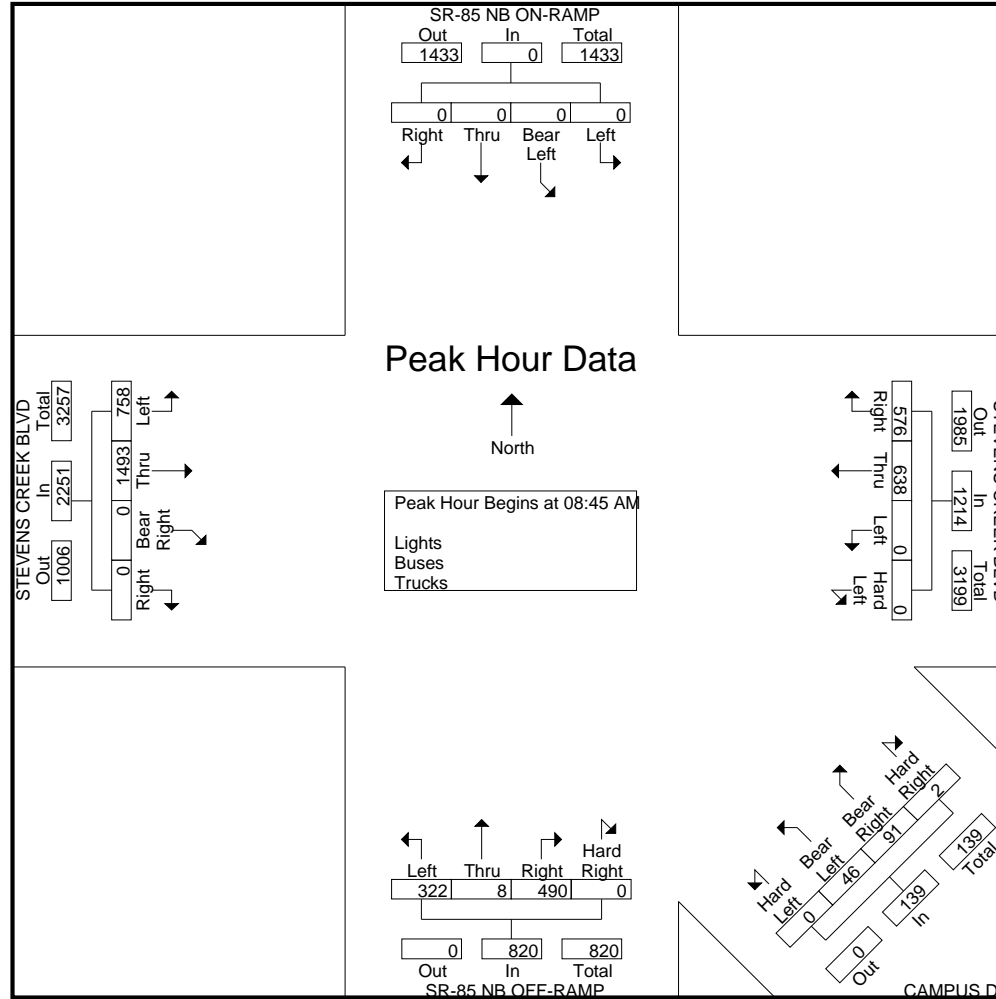 SR-85 NB ON-RAMP
Out In Total
1433 0 1433
0 0 0 0
Right Thru Bear Left Left
Peak Hour Data
North
Peak Hour Begins at 08:45 AM
Lights
Buses
Trucks
STEVENS CREEK BLVD
Total In Out
3257 2251 1006
758 1493 0 0
Left Thru Bear Right Right
Out In Total
1985 1214 3199
576 638 0 0
Right Thru Left Hard Left
Left Thru Right Hard Right
322 8 490 0
0 820 820
Out In Total
SR-85 NB OFF-RAMP
Hard Left Bear Left Bear Right Hard Right
0 46 91 2
0 139 139
Out In Total
CAMPUS D